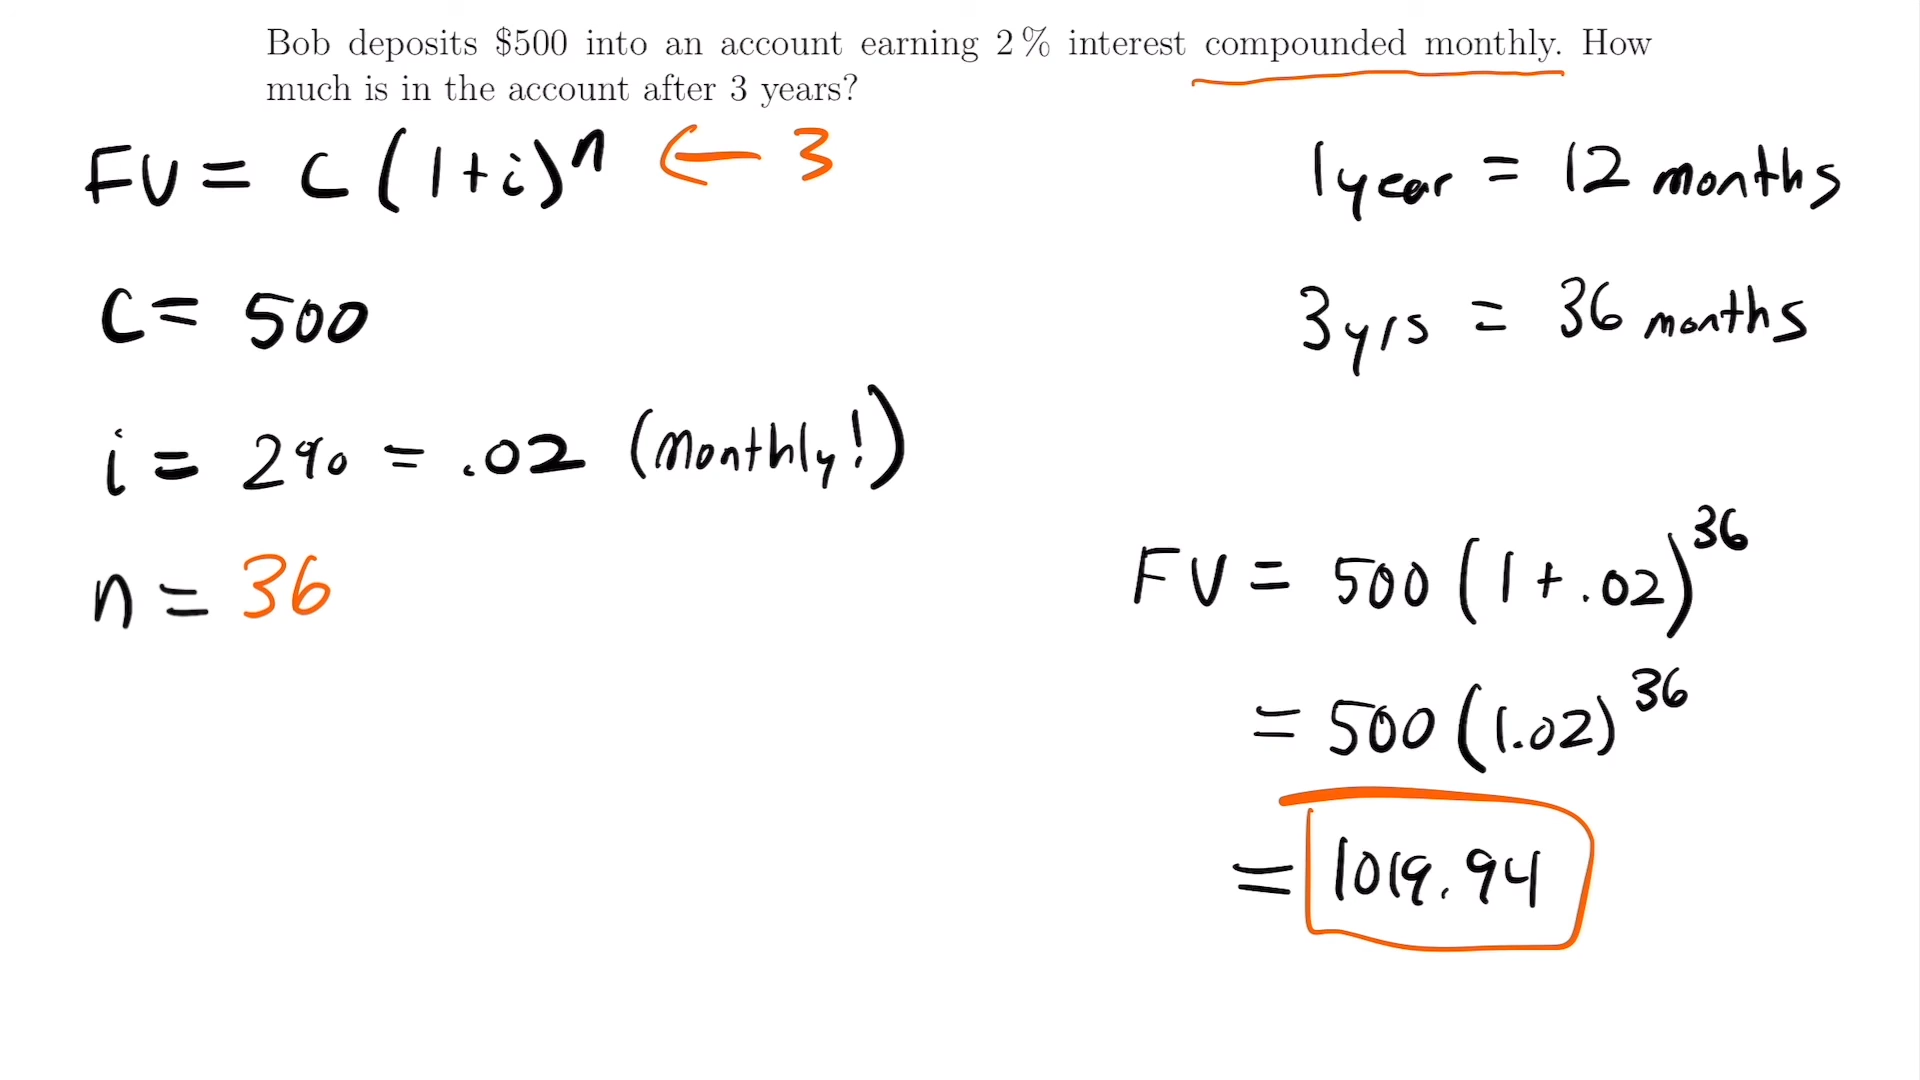 Bob deposits $500 into an account earning 2% interest compounded monthly. How
much is in the account after 3 years?
FV = C (1+i)^n ← 3
1 year = 12 months
C = 500
3 yrs = 36 months
i = 2% = .02 (monthly!)
n = 36
FV = 500 (1 + .02)^36
= 500 (1.02)^36
= 1019.94